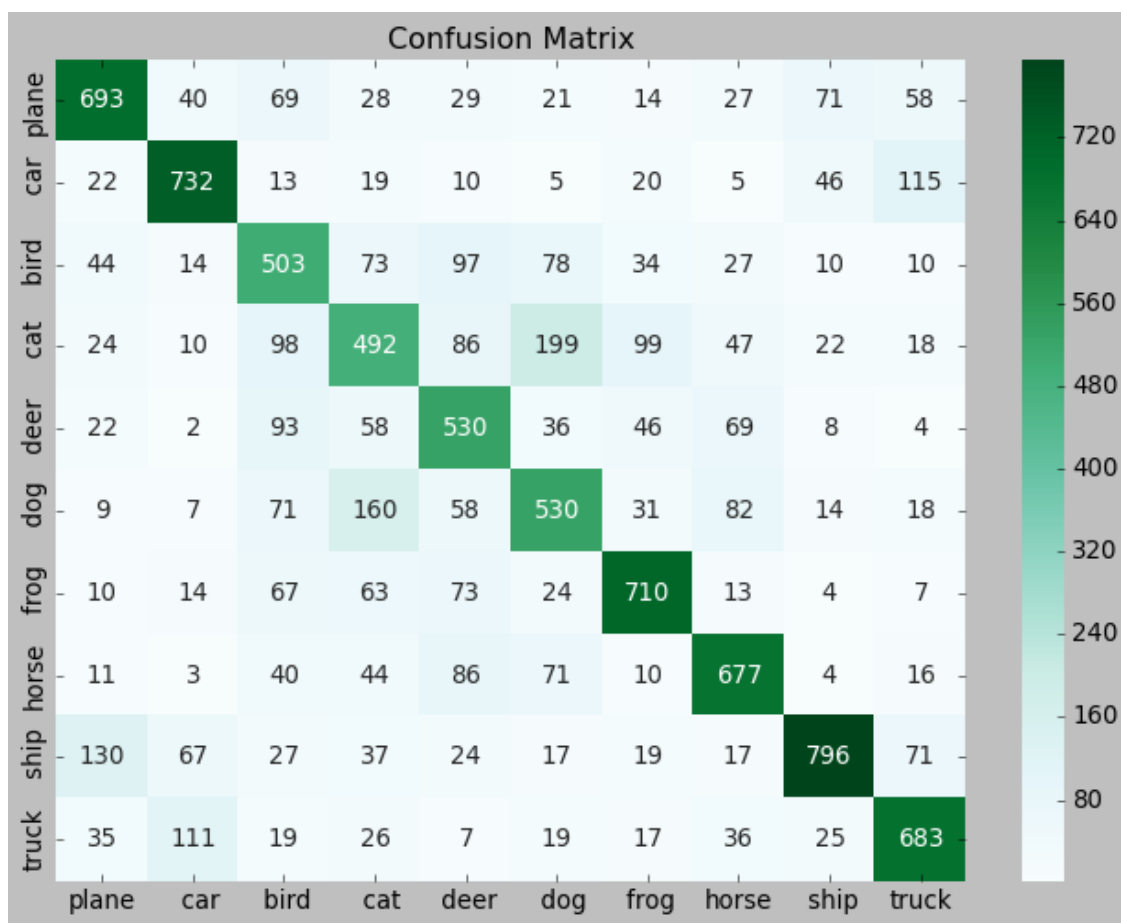 Confusion Matrix
plane 693 40 69 28 29 21 14 27 71 58
car 22 732 13 19 10 5 20 5 46 115
bird 44 14 503 73 97 78 34 27 10 10
cat 24 10 98 492 86 199 99 47 22 18
deer 22 2 93 58 530 36 46 69 8 4
dog 9 7 71 160 58 530 31 82 14 18
frog 10 14 67 63 73 24 710 13 4 7
horse 11 3 40 44 86 71 10 677 4 16
ship 130 67 27 37 24 17 19 17 796 71
truck 35 111 19 26 7 19 17 36 25 683
plane car bird cat deer dog frog horse ship truck
720
640
560
480
400
320
240
160
80